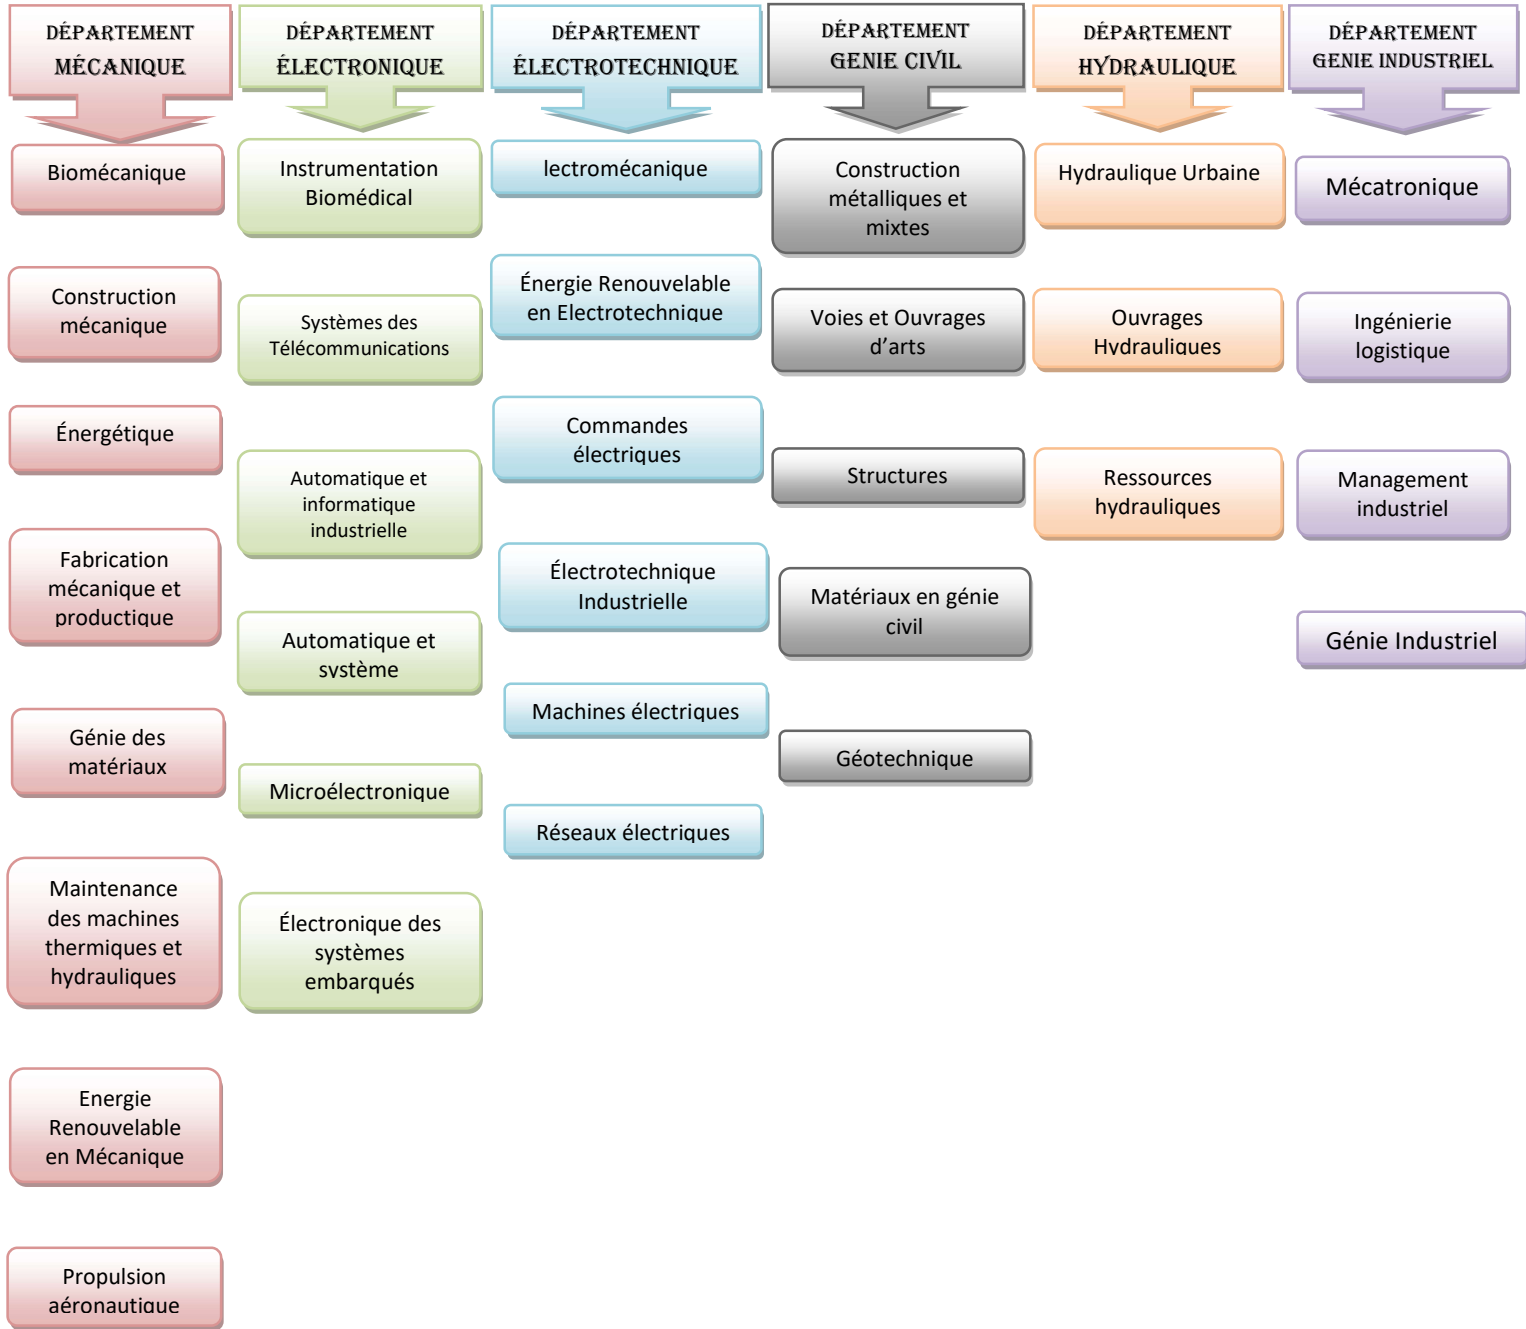 DÉPARTEMENT
MÉCANIQUE
Biomécanique
Construction
mécanique
Énergétique
Fabrication
mécanique et
productique
Génie des
matériaux
Maintenance
des machines
thermiques et
hydrauliques
Energie
Renouvelable
en Mécanique
Propulsion
aéronautique
DÉPARTEMENT
ÉLECTRONIQUE
Instrumentation
Biomédical
Systèmes des
Télécommunications
Automatique et
informatique
industrielle
Automatique et
système
Microélectronique
Électronique des
systèmes
embarqués
DÉPARTEMENT
ÉLECTROTECHNIQUE
lectromécanique
Énergie Renouvelable
en Electrotechnique
Commandes
électriques
Électrotechnique
Industrielle
Machines électriques
Réseaux électriques
DÉPARTEMENT
GENIE CIVIL
Construction
métalliques et
mixtes
Voies et Ouvrages
d’arts
Structures
Matériaux en génie
civil
Géotechnique
DÉPARTEMENT
HYDRAULIQUE
Hydraulique Urbaine
Ouvrages
Hydrauliques
Ressources
hydrauliques
DÉPARTEMENT
GENIE INDUSTRIEL
Mécatronique
Ingénierie
logistique
Management
industriel
Génie Industriel